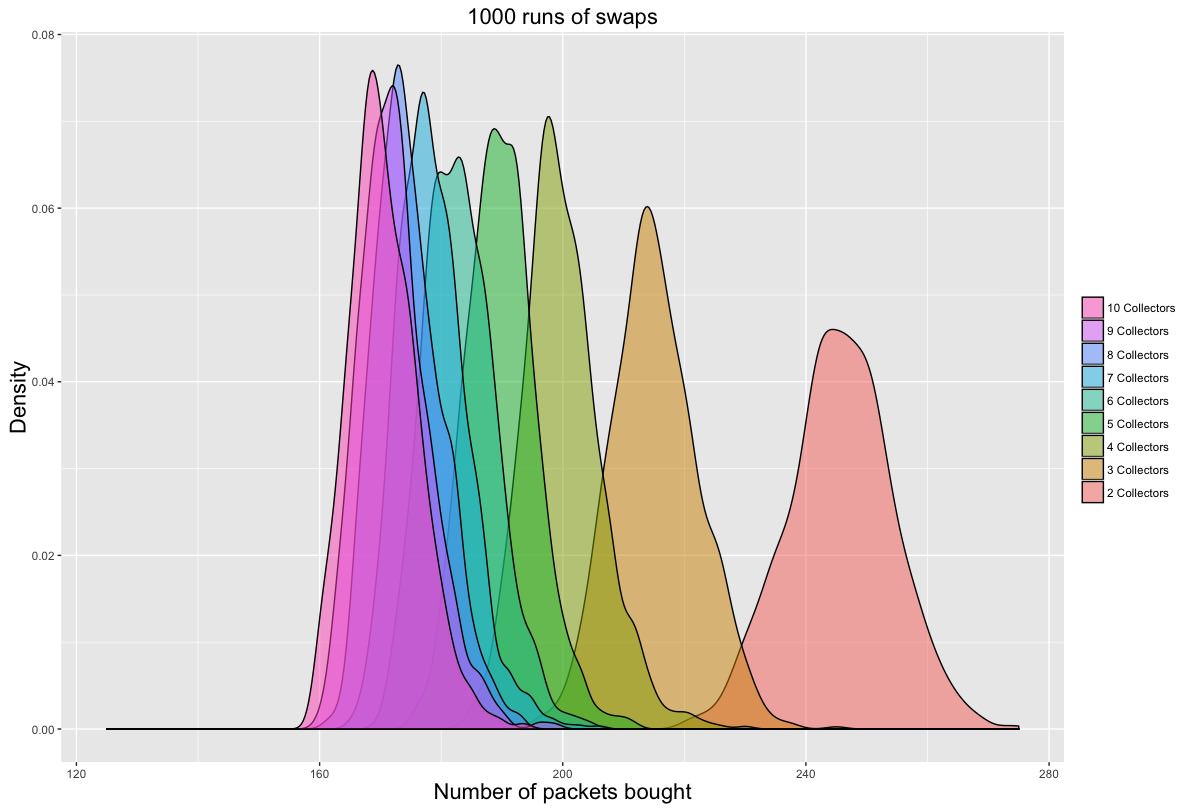 1000 runs of swaps
0.08
0.06
0.04
0.02
0.00
Density
120
160
200
240
280
Number of packets bought
10 Collectors
9 Collectors
8 Collectors
7 Collectors
6 Collectors
5 Collectors
4 Collectors
3 Collectors
2 Collectors